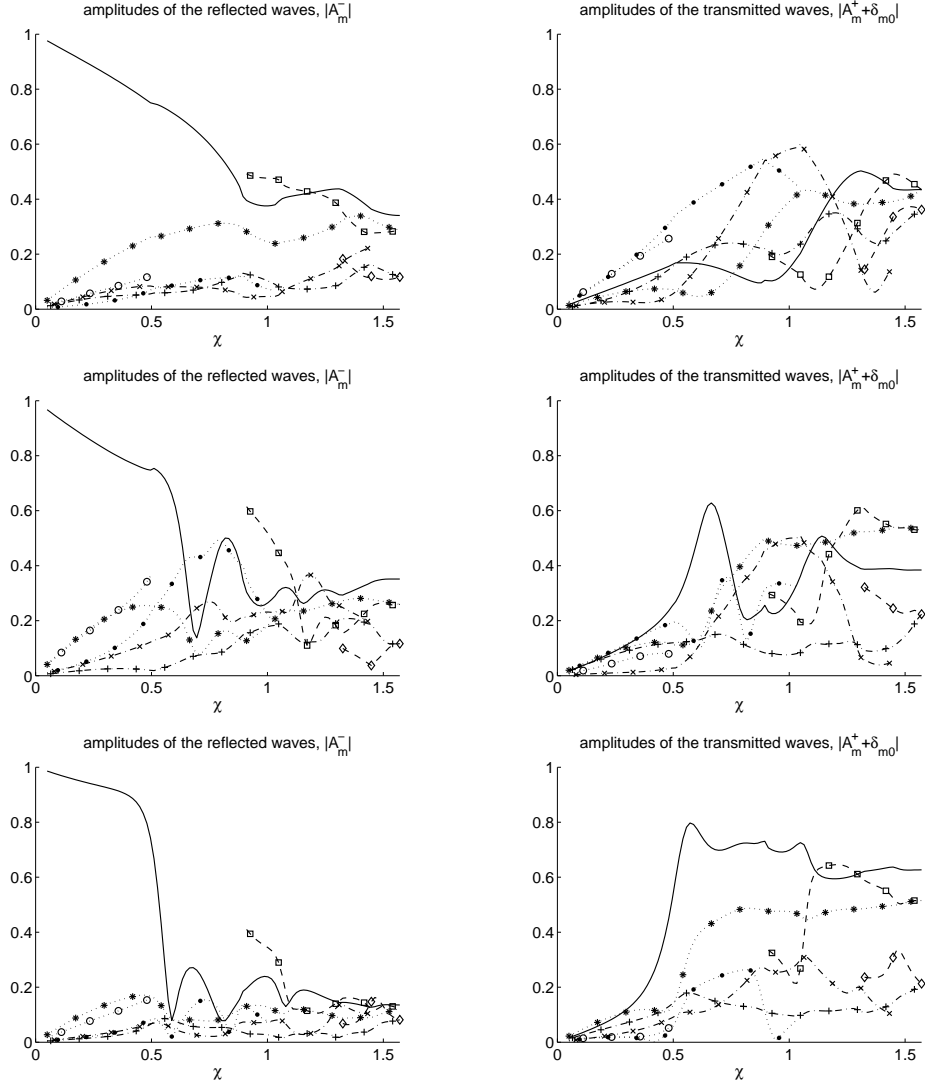 amplitudes of the reflected waves, |A_m^-|
amplitudes of the transmitted waves, |A_m^+ +δ_m0|
1
0.8
0.6
0.4
0.2
0
0 0.5 1 1.5
χ
1
0.8
0.6
0.4
0.2
0
0 0.5 1 1.5
χ
amplitudes of the reflected waves, |A_m^-|
amplitudes of the transmitted waves, |A_m^+ +δ_m0|
1
0.8
0.6
0.4
0.2
0
0 0.5 1 1.5
χ
1
0.8
0.6
0.4
0.2
0
0 0.5 1 1.5
χ
amplitudes of the reflected waves, |A_m^-|
amplitudes of the transmitted waves, |A_m^+ +δ_m0|
1
0.8
0.6
0.4
0.2
0
0 0.5 1 1.5
χ
1
0.8
0.6
0.4
0.2
0
0 0.5 1 1.5
χ